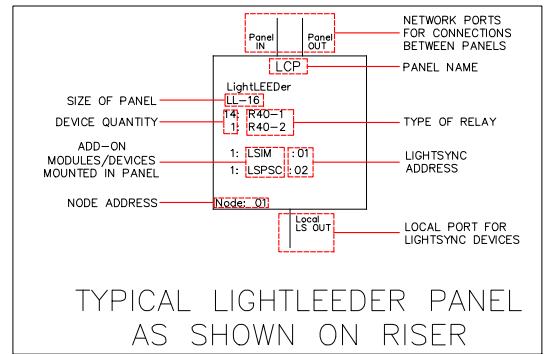 NETWORK PORTS
FOR CONNECTIONS
BETWEEN PANELS
Panel
IN
Panel
OUT
LCP
PANEL NAME
LightLEEDer
SIZE OF PANEL
LL-16
DEVICE QUANTITY
14: R40-1
1: R40-2
TYPE OF RELAY
ADD-ON
MODULES/DEVICES
MOUNTED IN PANEL
1: LSIM :01
1: LSPSC :02
LIGHTSYNC
ADDRESS
NODE ADDRESS
Node: 01
Local
LS OUT
LOCAL PORT FOR
LIGHTSYNC DEVICES
TYPICAL LIGHTLEEDER PANEL
AS SHOWN ON RISER